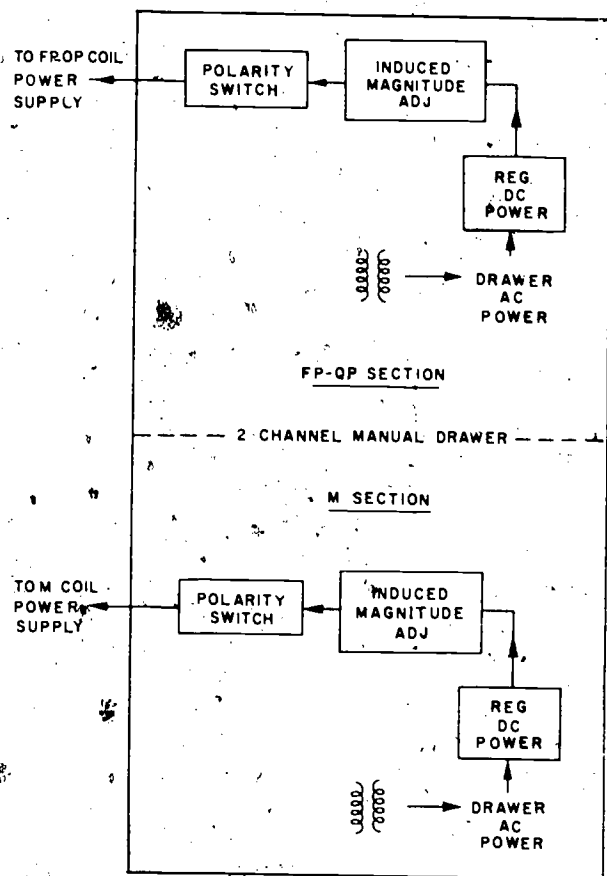 TO FROP COIL
POWER
SUPPLY
POLARITY
SWITCH
INDUCED
MAGNITUDE
ADJ
REG
DC
POWER
DRAWER
AC
POWER
FP-QP SECTION
2 CHANNEL MANUAL DRAWER
M SECTION
TO M COIL
POWER
SUPPLY
POLARITY
SWITCH
INDUCED
MAGNITUDE
ADJ
REG
DC
POWER
DRAWER
AC
POWER